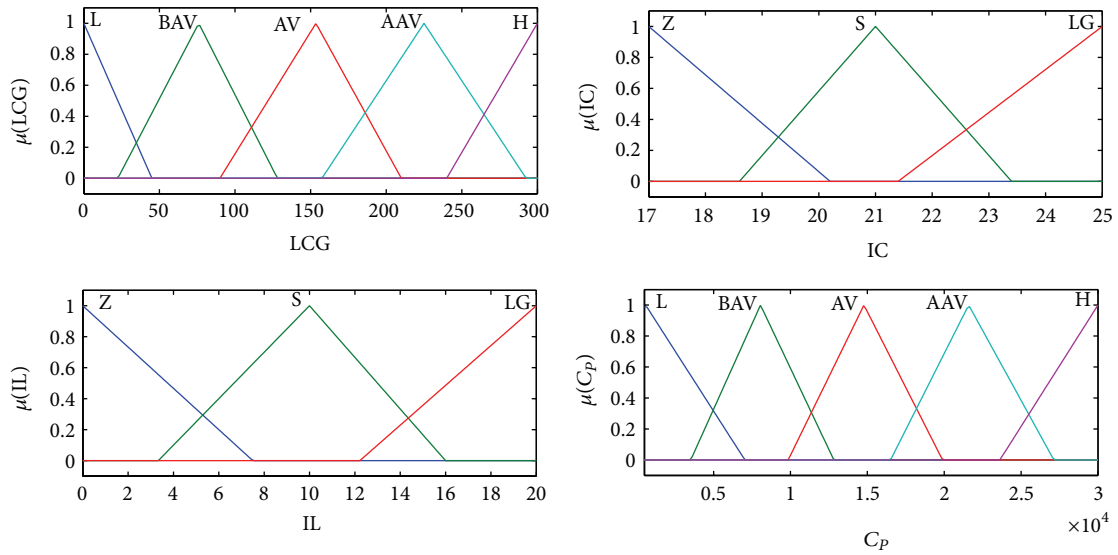 L BAV AV AAV H
1
0.8
0.6
0.4
0.2
0
μ(LCG)
0 50 100 150 200 250 300
LCG
Z S LG
1
0.8
0.6
0.4
0.2
0
μ(IC)
17 18 19 20 21 22 23 24 25
IC
Z S LG
1
0.8
0.6
0.4
0.2
0
μ(IL)
0 2 4 6 8 10 12 14 16 18 20
IL
L BAV AV AAV H
1
0.8
0.6
0.4
0.2
0
μ(C_P)
0.5 1 1.5 2 2.5 3
×10⁴
C_P